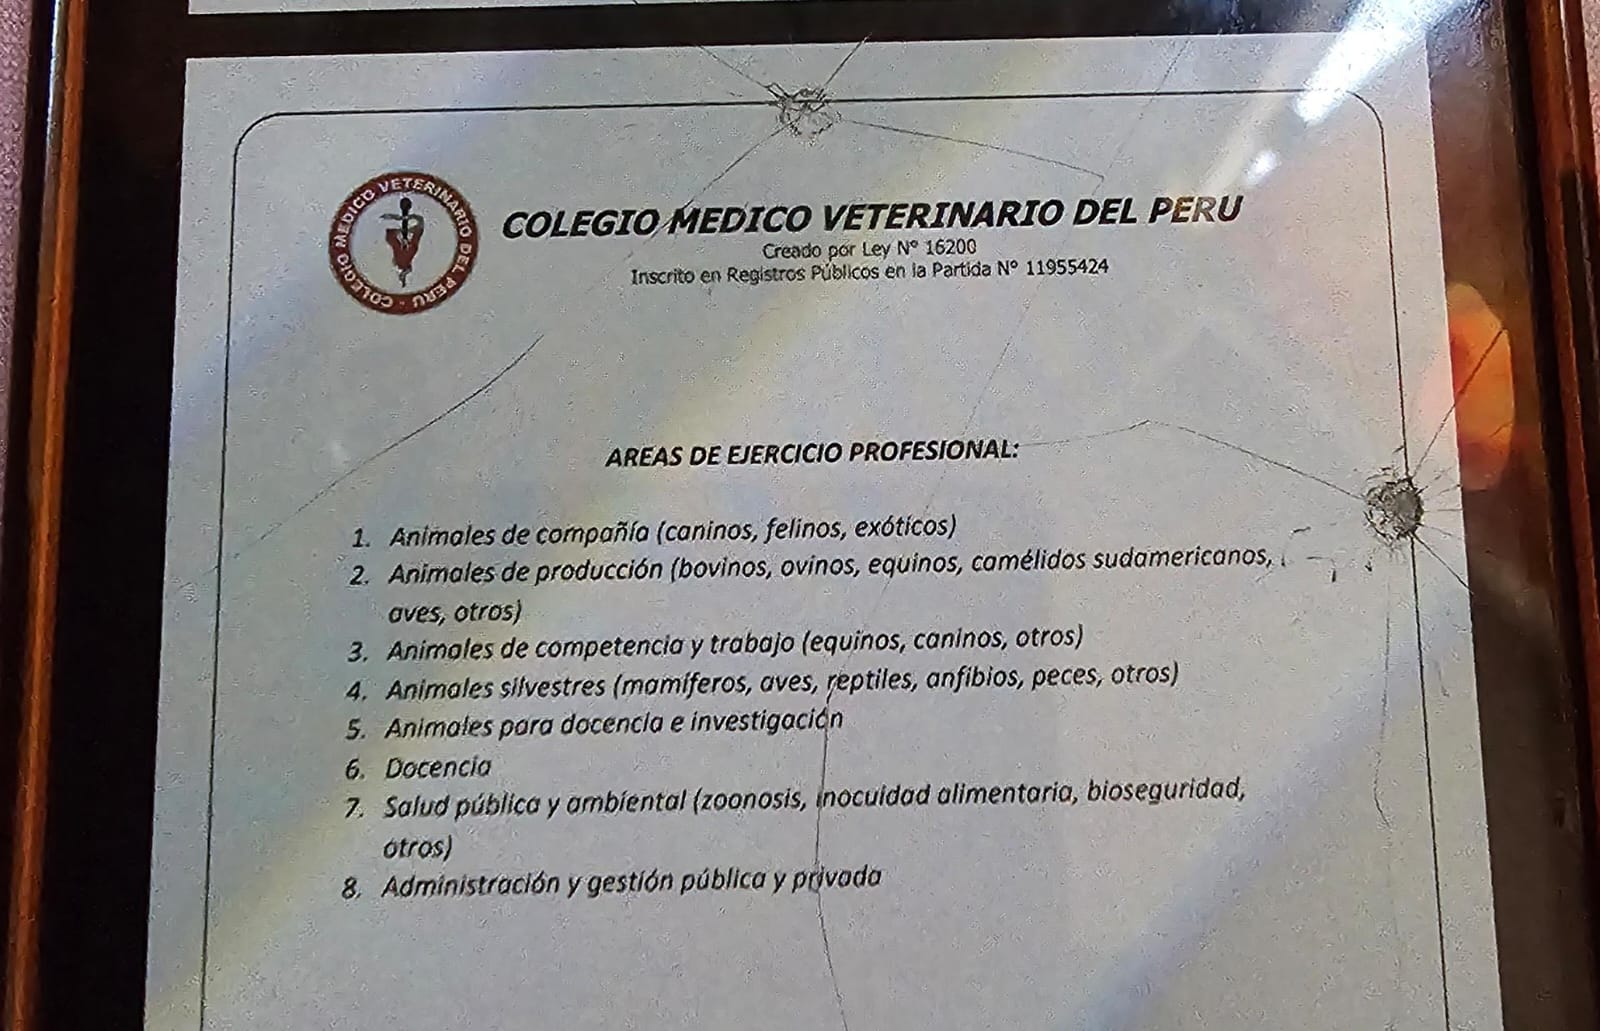 COLEGIO MEDICO VETERINARIO DEL PERU
COLEGIO MEDICO VETERINARIO DEL PERU
Creado por Ley N° 16200
Inscrito en Registros Públicos en la Partida N° 11955424
AREAS DE EJERCICIO PROFESIONAL:
1. Animales de compañía (caninos, felinos, exóticos)
2. Animales de producción (bovinos, ovinos, equinos, camélidos sudamericanos,
aves, otros)
3. Animales de competencia y trabajo (equinos, caninos, otros)
4. Animales silvestres (mamíferos, aves, reptiles, anfibios, peces, otros)
5. Animales para docencia e investigación
6. Docencia
7. Salud pública y ambiental (zoonosis, inocuidad alimentaria, bioseguridad,
otros)
8. Administración y gestión pública y privada